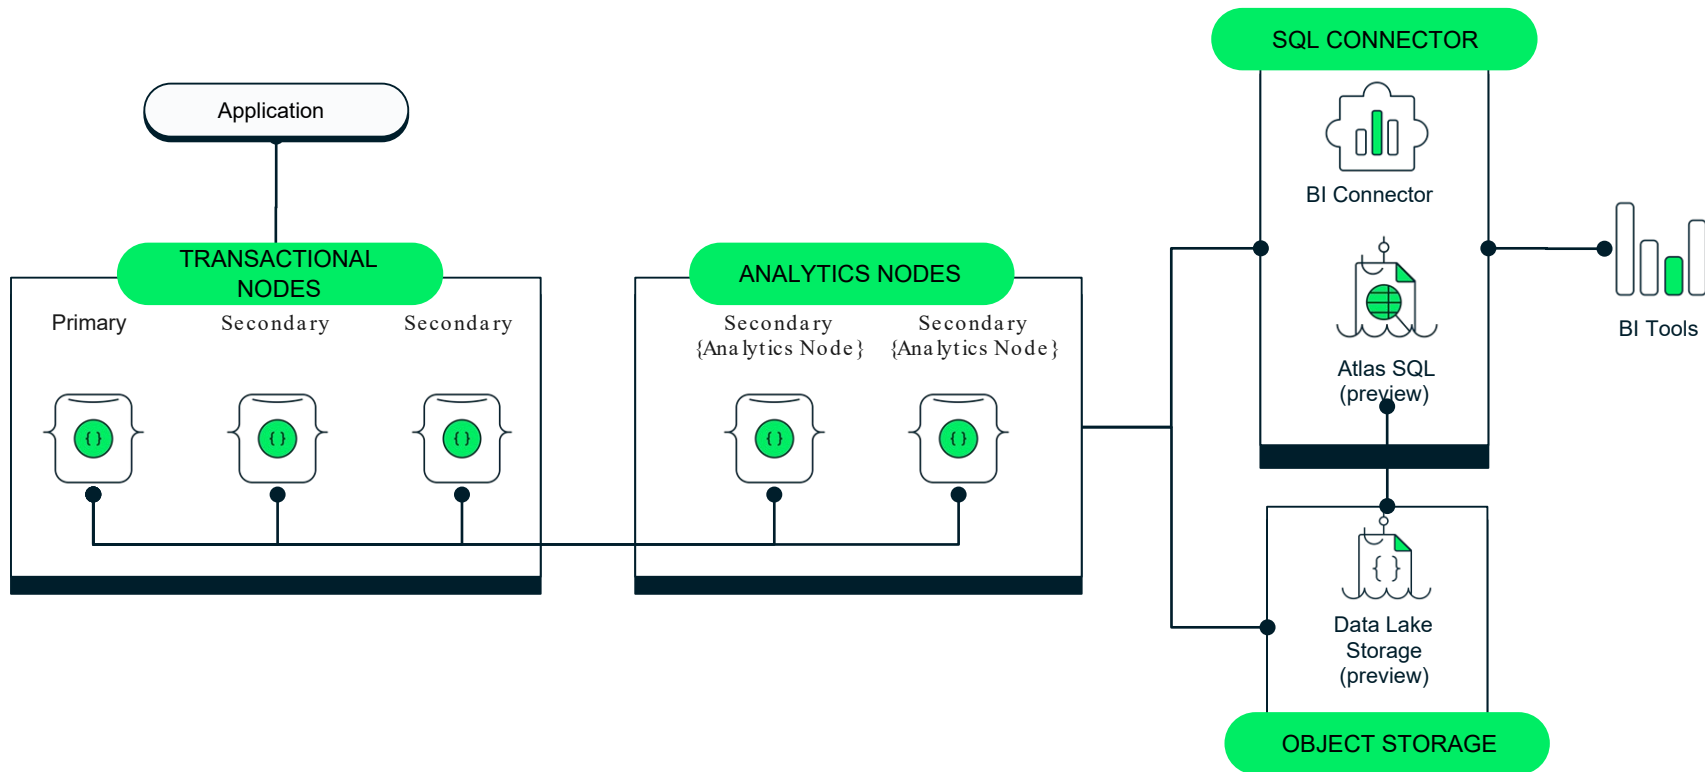 SQL CONNECTOR
Application
BI Connector
TRANSACTIONAL
NODES
ANALYTICS NODES
Primary
Secondary
Secondary
Secondary
{Analytics Node}
Secondary
{Analytics Node}
BI Tools
Atlas SQL
(preview)
{ }
{ }
{ }
{ }
{ }
{ }
Data Lake
Storage
(preview)
OBJECT STORAGE